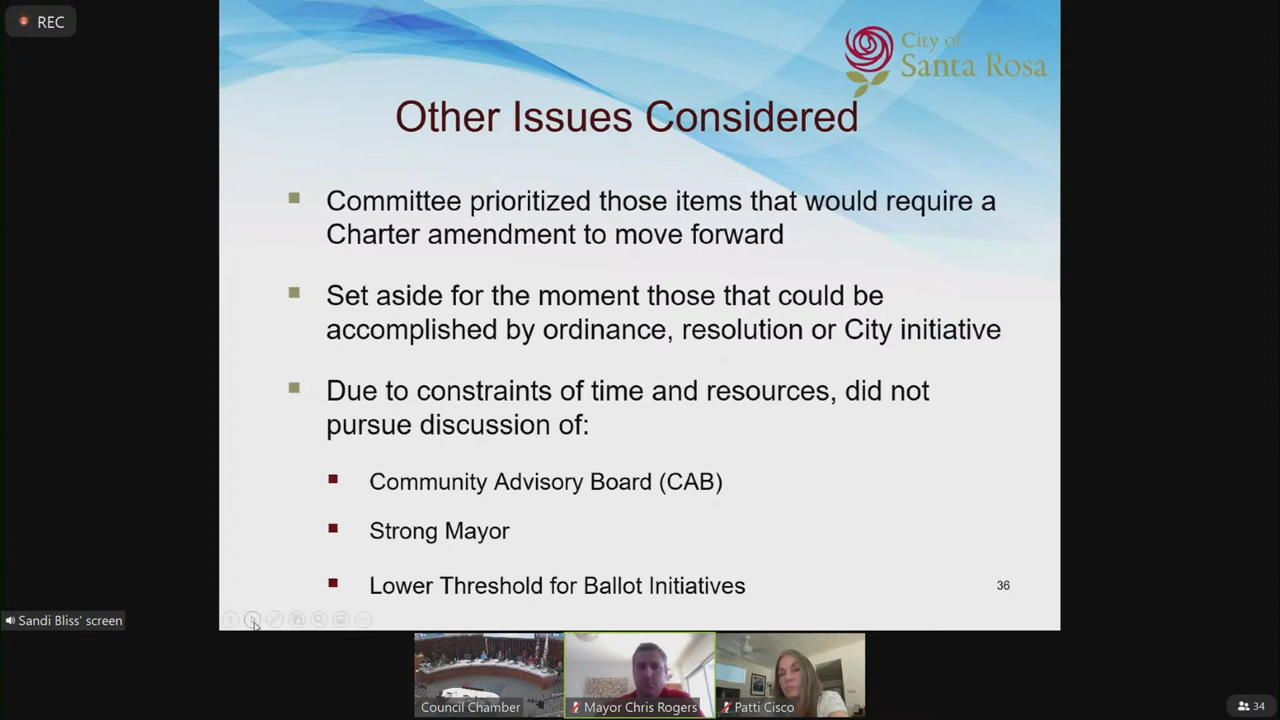 REC
City of
Santa Rosa
Other Issues Considered
Committee prioritized those items that would require a
Charter amendment to move forward
Set aside for the moment those that could be
accomplished by ordinance, resolution or City initiative
Due to constraints of time and resources, did not
pursue discussion of:
Community Advisory Board (CAB)
Strong Mayor
Lower Threshold for Ballot Initiatives
36
Sandi Bliss' screen
Council Chamber
Mayor Chris Rogers
Patti Cisco
34